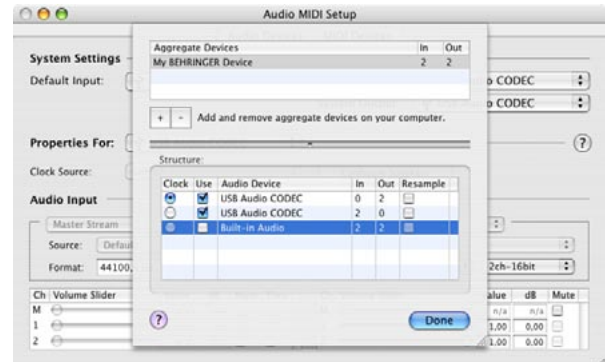 Audio MIDI Setup
Aggregate Devices In Out
My BEHRINGER Device 2 2
System Settings
Default Input: o CODEC
o CODEC
+ - Add and remove aggregate devices on your computer.
Properties For: ?
Structure:
Clock Source:
Clock Use Audio Device In Out Resample
USB Audio CODEC 0 2
USB Audio CODEC 2 0
Built-in Audio 2 2
Audio Input
Master Stream
Source: Defau
Format: 44100, 2ch-16bit
Ch Volume Slider alue dB Mute
M n/a n/a
1 1.00 0.00
2 1.00 0.00
? Done